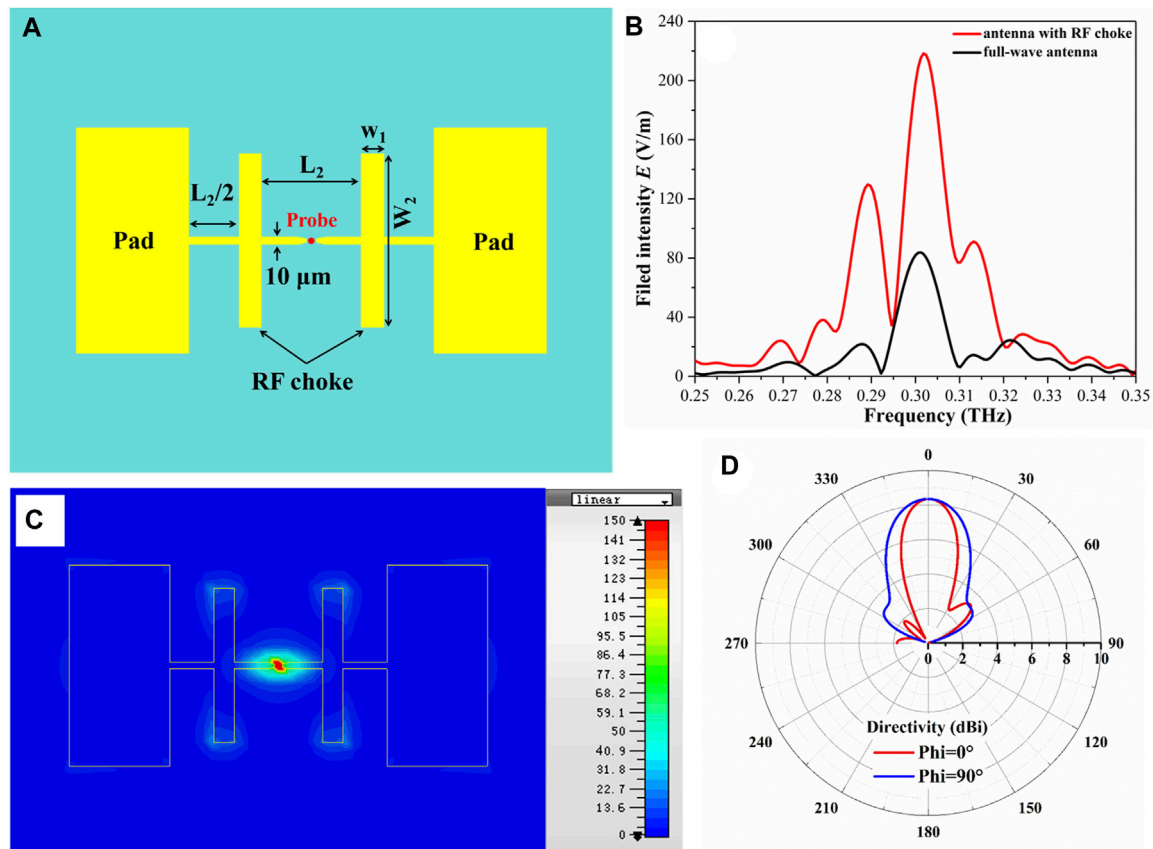 A
w1
L2
L2/2
W2
Probe
Pad
Pad
10 μm
RF choke
B
240
200
160
120
80
40
0
Filed intensity E (V/m)
antenna with RF choke
full-wave antenna
0.25 0.26 0.27 0.28 0.29 0.30 0.31 0.32 0.33 0.34 0.35
Frequency (THz)
C
linear
150
141
132
123
114
105
95.5
86.4
77.3
68.2
59.1
50
40.9
31.8
22.7
13.6
0
D
0
330
30
300
60
270
90
0 2 4 6 8 10
240
120
210
150
180
Directivity (dBi)
Phi=0°
Phi=90°